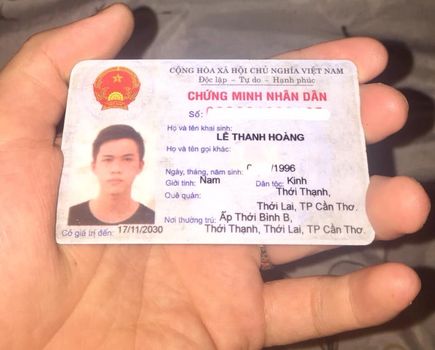 CỘNG HÒA XÃ HỘI CHỦ NGHĨA VIỆT NAM
Độc lập - Tự do - Hạnh phúc
CHỨNG MINH NHÂN DÂN
Số:
Họ và tên khai sinh:
LÊ THANH HOÀNG
Họ và tên gọi khác:
Ngày, tháng, năm sinh: /1996
Giới tính: Nam Dân tộc: Kinh
Quê quán: Thới Thạnh,
Thới Lai, TP Cần Thơ.
Nơi thường trú: Ấp Thới Bình B,
Thới Thạnh, Thới Lai, TP Cần Thơ.
Có giá trị đến: 17/11/2030